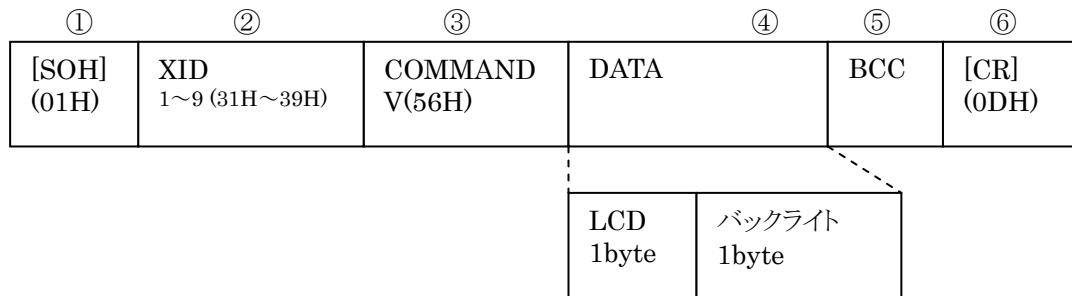 ① ② ③ ④ ⑤ ⑥
[SOH] XID COMMAND DATA BCC [CR]
(01H) 1～9 (31H～39H) V(56H) (0DH)
LCD バックライト
1byte 1byte